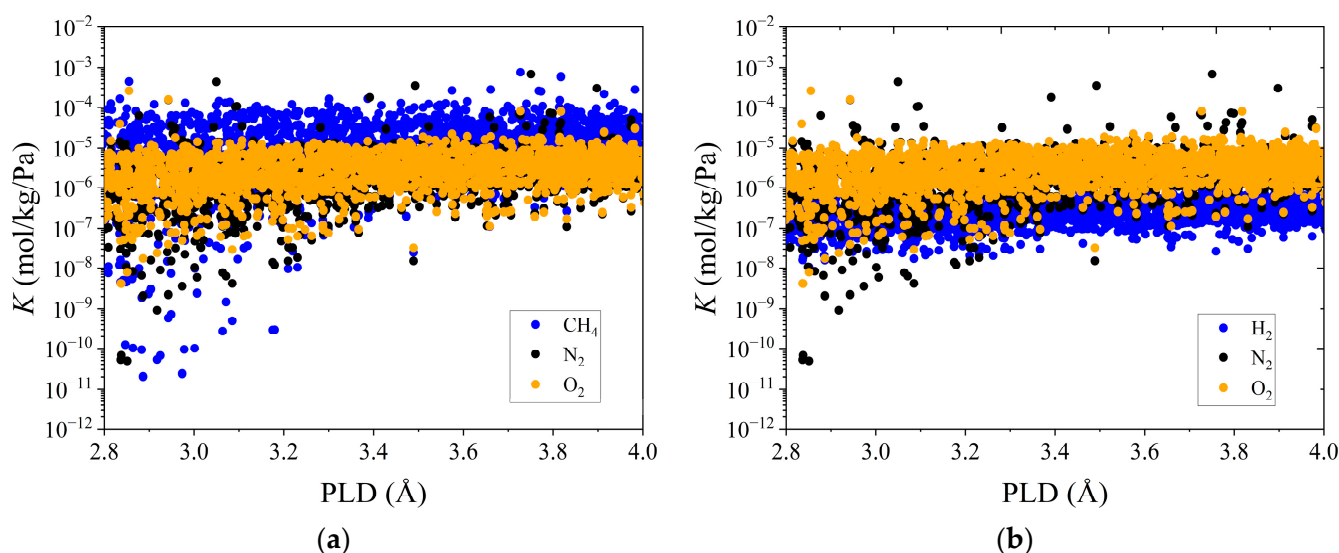 10⁻²
10⁻³
10⁻⁴
10⁻⁵
10⁻⁶
10⁻⁷
10⁻⁸
10⁻⁹
10⁻¹⁰
10⁻¹¹
10⁻¹²
K (mol/kg/Pa)
CH₄
N₂
O₂
2.8 3.0 3.2 3.4 3.6 3.8 4.0
PLD (Å)
(a)
10⁻²
10⁻³
10⁻⁴
10⁻⁵
10⁻⁶
10⁻⁷
10⁻⁸
10⁻⁹
10⁻¹⁰
10⁻¹¹
10⁻¹²
K (mol/kg/Pa)
H₂
N₂
O₂
2.8 3.0 3.2 3.4 3.6 3.8 4.0
PLD (Å)
(b)